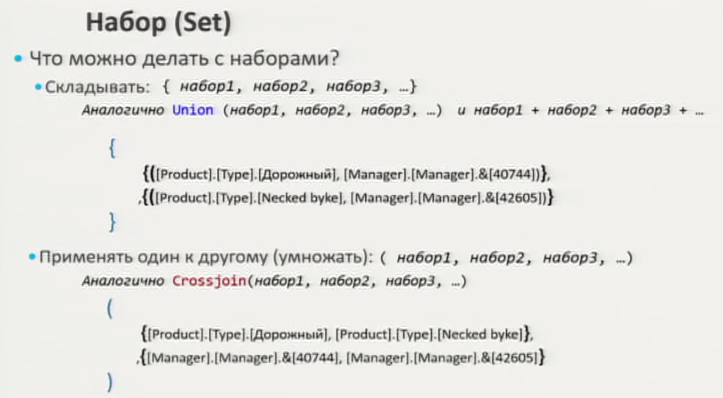 Набор (Set)
• Что можно делать с наборами?
• Складывать: { набор1, набор2, набор3, …}
Аналогично Union (набор1, набор2, набор3, …) и набор1 + набор2 + набор3 + …
{
{([Product].[Type].[Дорожный], [Manager].[Manager].&[40744])},
,{([Product].[Type].[Necked byke], [Manager].[Manager].&[42605])}
}
• Применять один к другому (умножать): ( набор1, набор2, набор3, …)
Аналогично Crossjoin(набор1, набор2, набор3, …)
(
{[Product].[Type].[Дорожный], [Product].[Type].[Necked byke]},
,{[Manager].[Manager].&[40744], [Manager].[Manager].&[42605]}
)